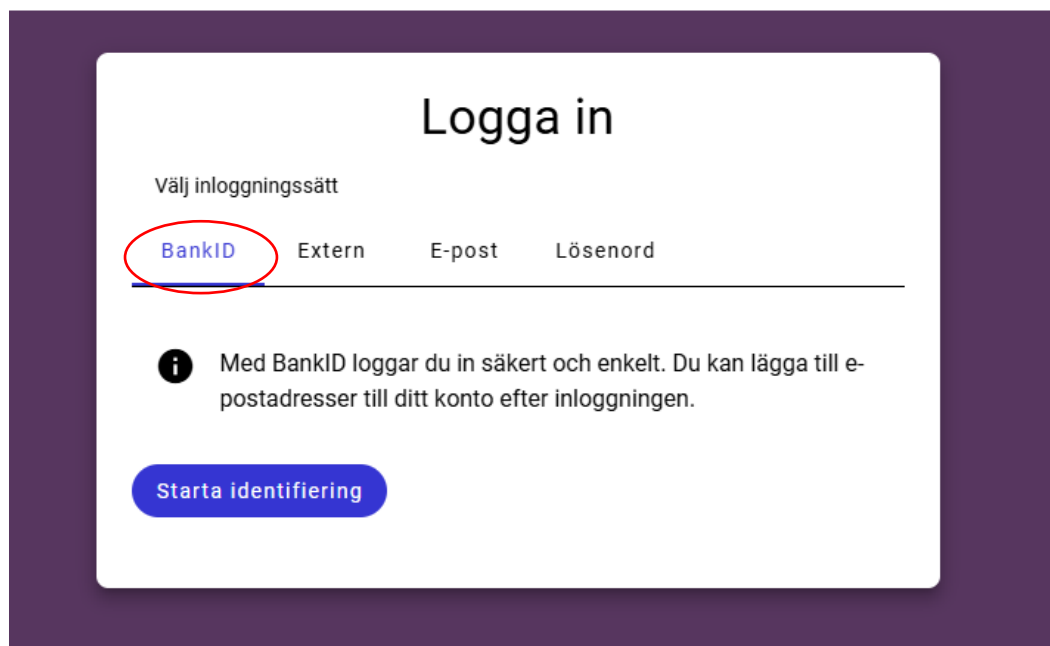 Logga in
Välj inloggningssätt
BankID Extern E-post Lösenord
Med BankID loggar du in säkert och enkelt. Du kan lägga till e-
postadresser till ditt konto efter inloggningen.
Starta identifiering